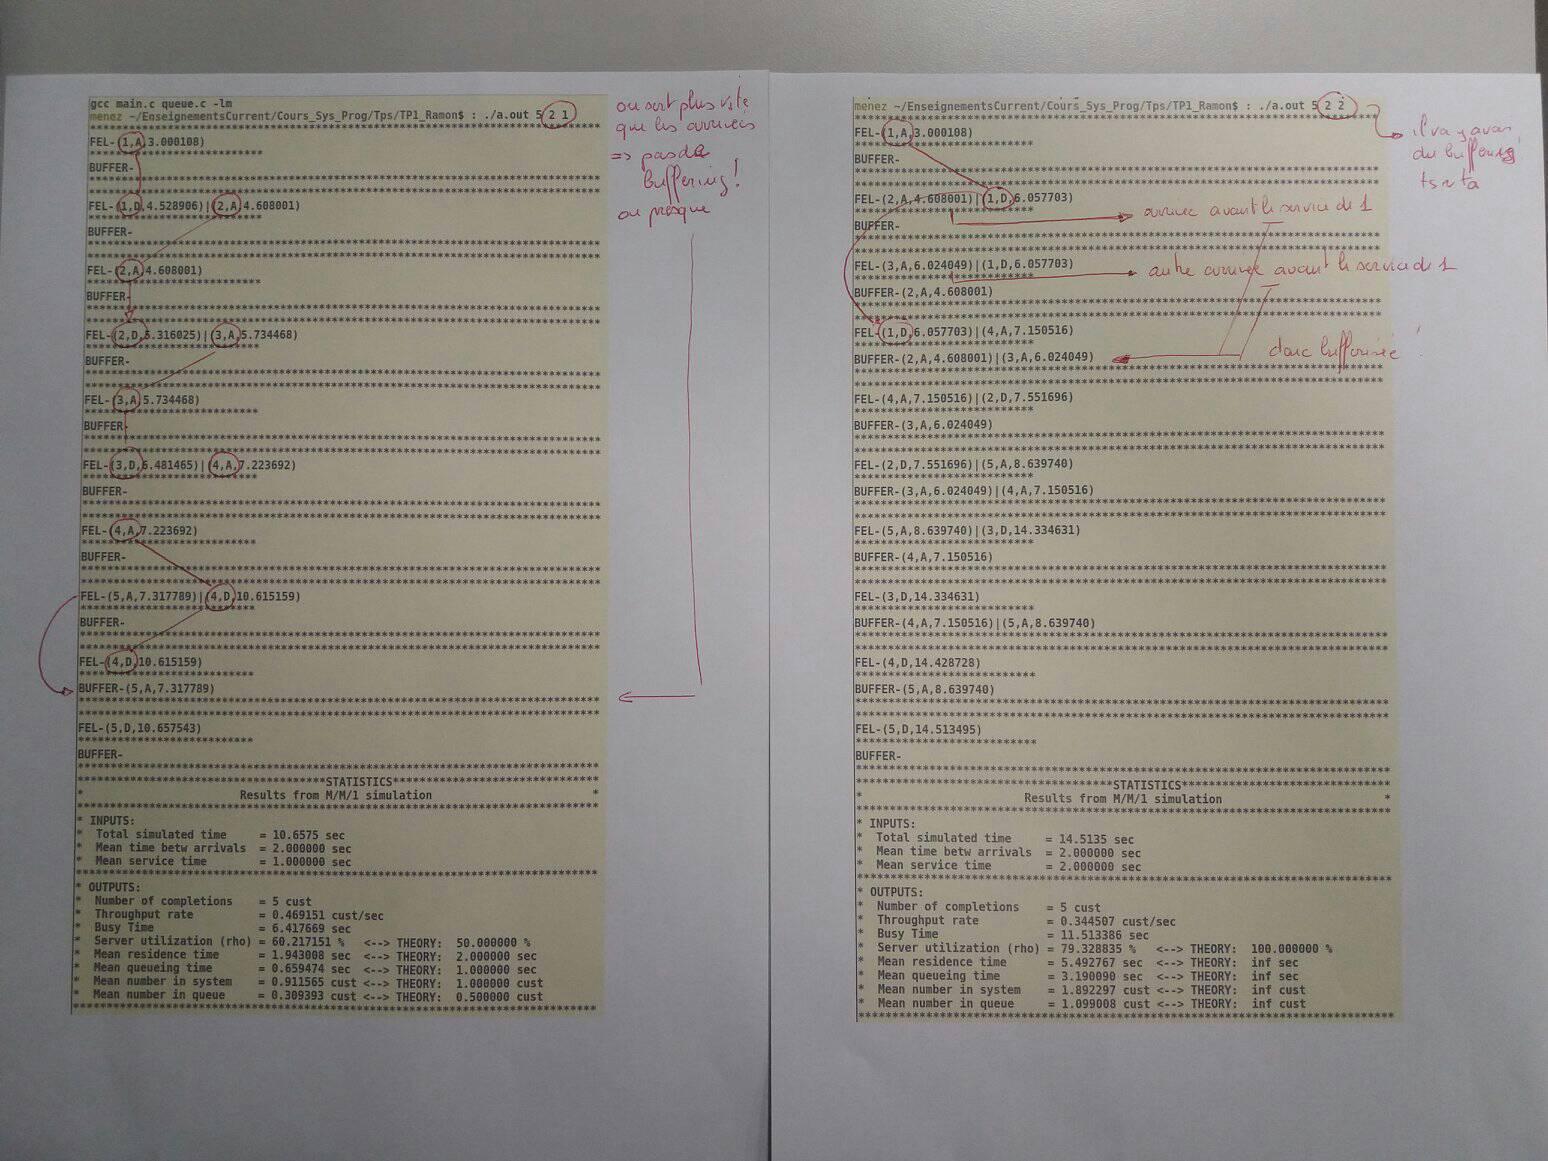 gcc main.c queue.c -lm
menez ~/EnseignementsCurrent/Cours_Sys_Prog/Tps/TP1_Ramon$ : ./a.out 5 2 1
****************************************
FEL-(1,A,3.000108)
**************************
BUFFER-
****************************************
FEL-(1,D,4.528906)|(2,A,4.608001)
**************************
BUFFER-
****************************************
FEL-(2,A,4.608001)
**************************
BUFFER-
****************************************
FEL-(2,D,5.316025)|(3,A,5.734468)
**************************
BUFFER-
****************************************
FEL-(3,A,5.734468)
**************************
BUFFER-
****************************************
FEL-(3,D,6.481465)|(4,A,7.223692)
**************************
BUFFER-
****************************************
FEL-(4,A,7.223692)
**************************
BUFFER-
****************************************
FEL-(5,A,7.317789)|(4,D,10.615159)
**************************
BUFFER-
****************************************
FEL-(4,D,10.615159)
**************************
BUFFER-(5,A,7.317789)
****************************************
FEL-(5,D,10.657543)
**************************
BUFFER-
****************************************
*STATISTICS*
* Results from M/M/1 simulation *
****************************************
* INPUTS:
* Total simulated time = 10.6575 sec
* Mean time betw arrivals = 2.000000 sec
* Mean service time = 1.000000 sec
****************************************
* OUTPUTS:
* Number of completions = 5 cust
* Throughput rate = 0.469151 cust/sec
* Busy Time = 6.417669 sec
* Server utilization (rho) = 60.217151 % <--> THEORY: 50.000000 %
* Mean residence time = 1.943008 sec <--> THEORY: 2.000000 sec
* Mean queueing time = 0.659474 sec <--> THEORY: 1.000000 sec
* Mean number in system = 0.911565 cust <--> THEORY: 1.000000 cust
* Mean number in queue = 0.309393 cust <--> THEORY: 0.500000 cust
****************************************
on sert plus vite
que les arrivées
=> pas de
buffering!
ou presque
menez ~/EnseignementsCurrent/Cours_Sys_Prog/Tps/TP1_Ramon$ : ./a.out 5 2 2
****************************************
FEL-(1,A,3.000108)
**************************
BUFFER-
****************************************
FEL-(2,A,4.608001)|(1,D,6.057703)
**************************
BUFFER-
****************************************
FEL-(3,A,6.024049)|(1,D,6.057703)
**************************
BUFFER-(2,A,4.608001)
****************************************
FEL-(1,D,6.057703)|(4,A,7.150516)
**************************
BUFFER-(2,A,4.608001)|(3,A,6.024049)
****************************************
FEL-(4,A,7.150516)|(2,D,7.551696)
**************************
BUFFER-(3,A,6.024049)
****************************************
FEL-(2,D,7.551696)|(5,A,8.639740)
**************************
BUFFER-(3,A,6.024049)|(4,A,7.150516)
****************************************
FEL-(5,A,8.639740)|(3,D,14.334631)
**************************
BUFFER-(4,A,7.150516)
****************************************
FEL-(3,D,14.334631)
**************************
BUFFER-(4,A,7.150516)|(5,A,8.639740)
****************************************
FEL-(4,D,14.428728)
**************************
BUFFER-(5,A,8.639740)
****************************************
FEL-(5,D,14.513495)
**************************
BUFFER-
****************************************
*STATISTICS*
* Results from M/M/1 simulation *
****************************************
* INPUTS:
* Total simulated time = 14.5135 sec
* Mean time betw arrivals = 2.000000 sec
* Mean service time = 2.000000 sec
****************************************
* OUTPUTS:
* Number of completions = 5 cust
* Throughput rate = 0.344507 cust/sec
* Busy Time = 11.513386 sec
* Server utilization (rho) = 79.328835 % <--> THEORY: 100.000000 %
* Mean residence time = 5.492767 sec <--> THEORY: inf sec
* Mean queueing time = 3.190090 sec <--> THEORY: inf sec
* Mean number in system = 1.892297 cust <--> THEORY: inf cust
* Mean number in queue = 1.099008 cust <--> THEORY: inf cust
****************************************
il va y avoir
du buffering
ts ≈ ta
arrivée avant le service de 1
autre arrivée avant le service de 1
donc bufferisée !